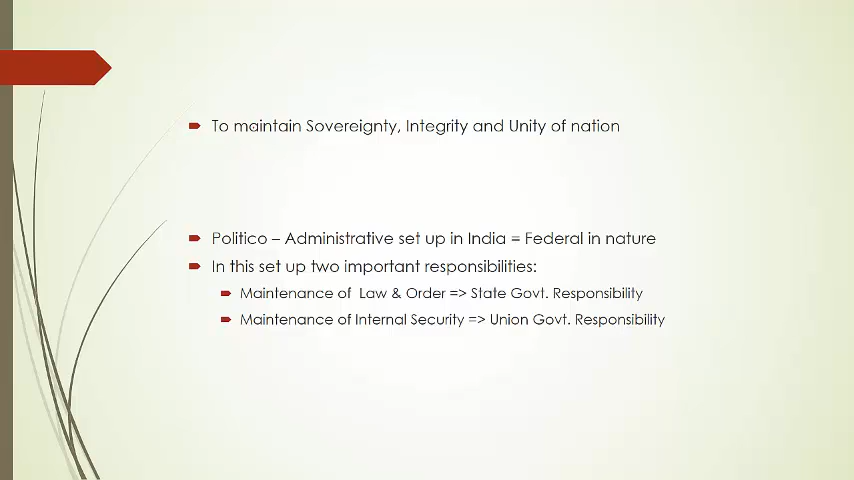 To maintain Sovereignty, Integrity and Unity of nation
Politico – Administrative set up in India = Federal in nature
In this set up two important responsibilities:
Maintenance of Law & Order => State Govt. Responsibility
Maintenance of Internal Security => Union Govt. Responsibility